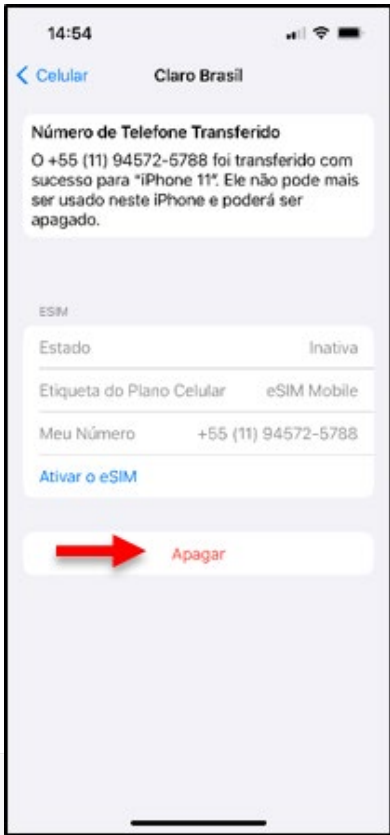 14:54
Celular
Claro Brasil
Número de Telefone Transferido
O +55 (11) 94572-5788 foi transferido com
sucesso para "iPhone 11". Ele não pode mais
ser usado neste iPhone e poderá ser
apagado.
ESIM
Estado Inativa
Etiqueta do Plano Celular eSIM Mobile
Meu Número +55 (11) 94572-5788
Ativar o eSIM
Apagar